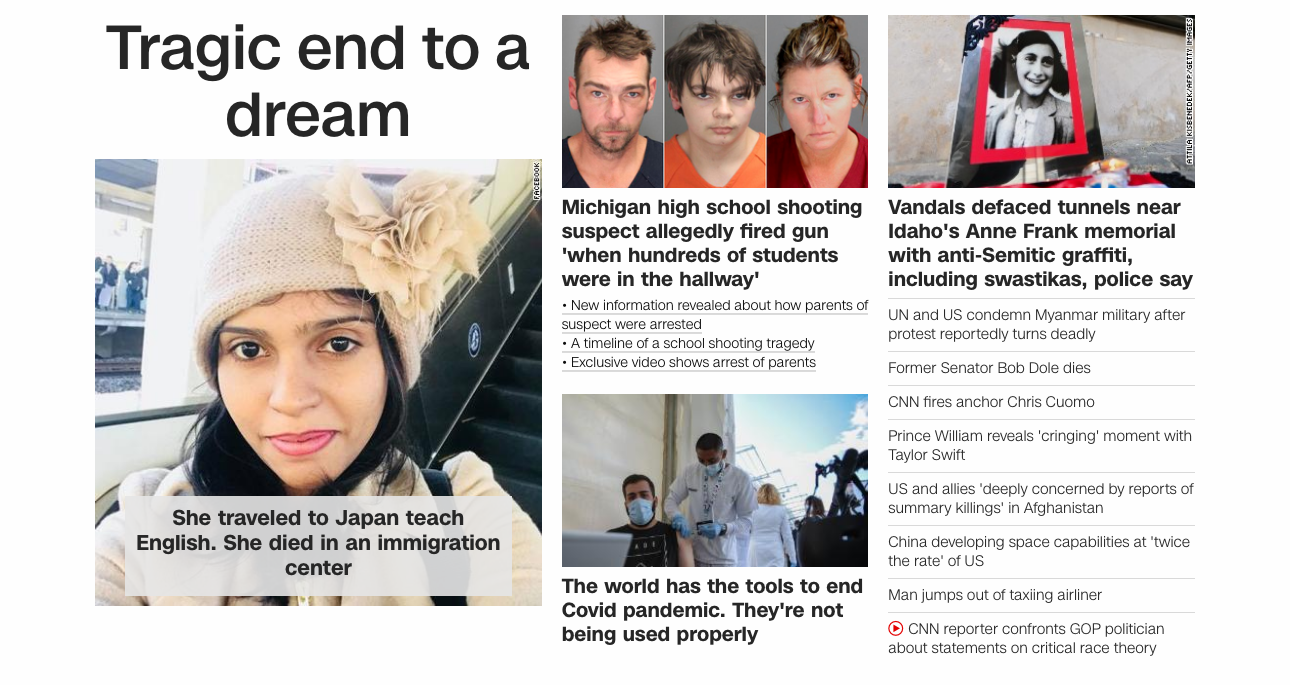 Tragic end to a
dream
FACEBOOK
She traveled to Japan teach
English. She died in an immigration
center
Michigan high school shooting
suspect allegedly fired gun
'when hundreds of students
were in the hallway'
• New information revealed about how parents of
suspect were arrested
• A timeline of a school shooting tragedy
• Exclusive video shows arrest of parents
The world has the tools to end
Covid pandemic. They're not
being used properly
ATTILA KISBENEDEK/AFP/GETTY IMAGES
Vandals defaced tunnels near
Idaho's Anne Frank memorial
with anti-Semitic graffiti,
including swastikas, police say
UN and US condemn Myanmar military after
protest reportedly turns deadly
Former Senator Bob Dole dies
CNN fires anchor Chris Cuomo
Prince William reveals 'cringing' moment with
Taylor Swift
US and allies 'deeply concerned by reports of
summary killings' in Afghanistan
China developing space capabilities at 'twice
the rate' of US
Man jumps out of taxiing airliner
CNN reporter confronts GOP politician
about statements on critical race theory